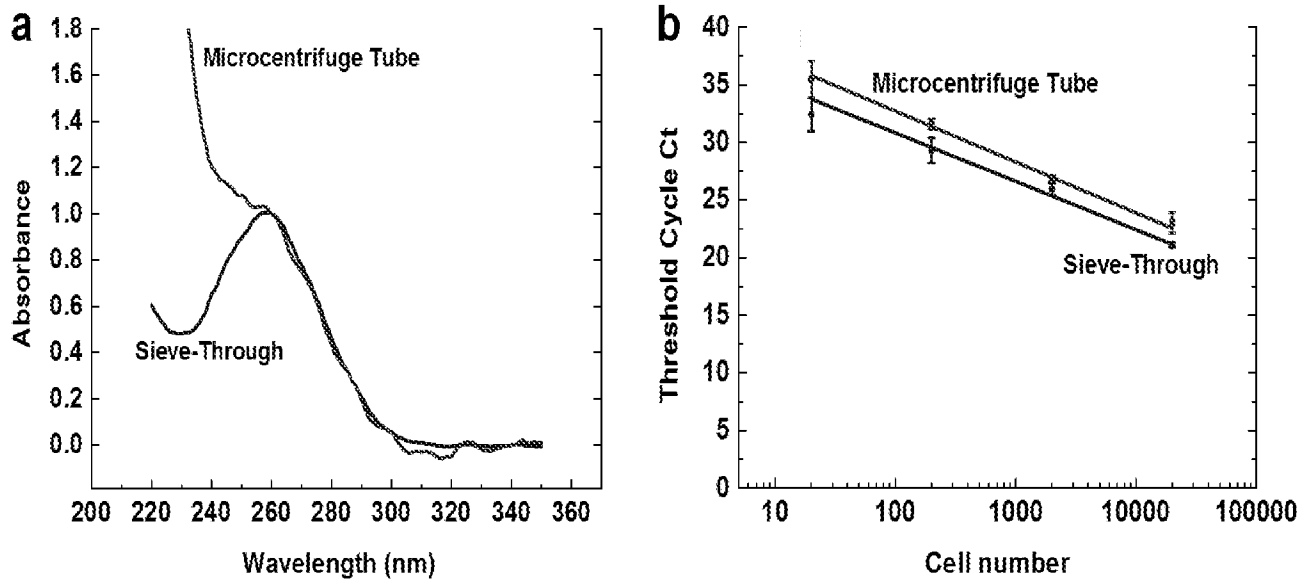 a
1.8
1.6
1.4
1.2
1.0
0.8
0.6
0.4
0.2
0.0
Absorbance
Microcentrifuge Tube
Sieve-Through
200 220 240 260 280 300 320 340 360
Wavelength (nm)
b
40
35
30
25
20
15
10
5
0
Threshold Cycle Ct
Microcentrifuge Tube
Sieve-Through
10 100 1000 10000 100000
Cell number